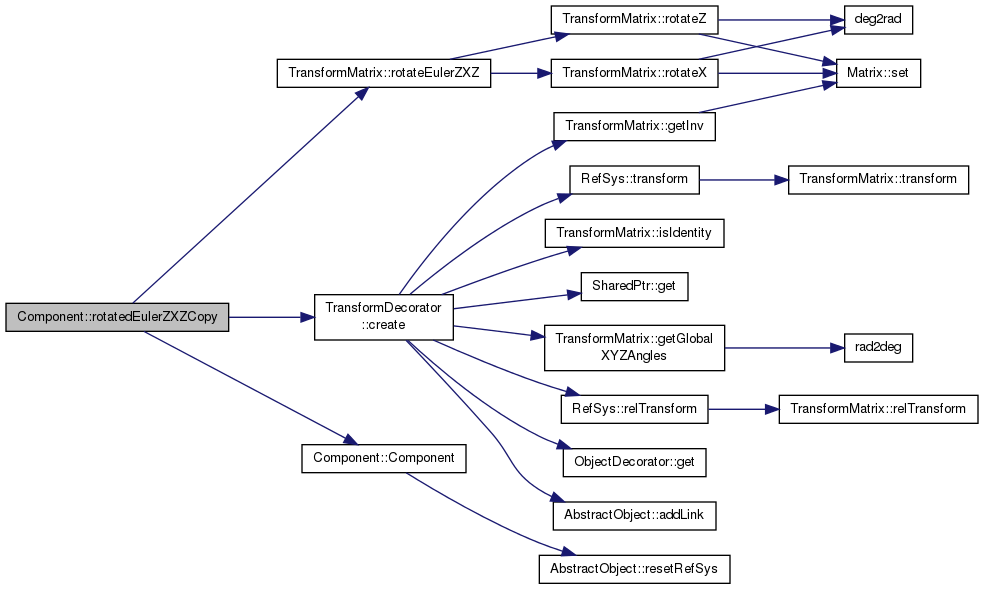 TransformMatrix::rotateZ
deg2rad
TransformMatrix::rotateEulerZXZ
TransformMatrix::rotateX
Matrix::set
TransformMatrix::getInv
RefSys::transform
TransformMatrix::transform
TransformMatrix::isIdentity
SharedPtr::get
Component::rotatedEulerZXZCopy
TransformDecorator
::create
TransformMatrix::getGlobal
XYZAngles
rad2deg
RefSys::relTransform
TransformMatrix::relTransform
Component::Component
ObjectDecorator::get
AbstractObject::addLink
AbstractObject::resetRefSys